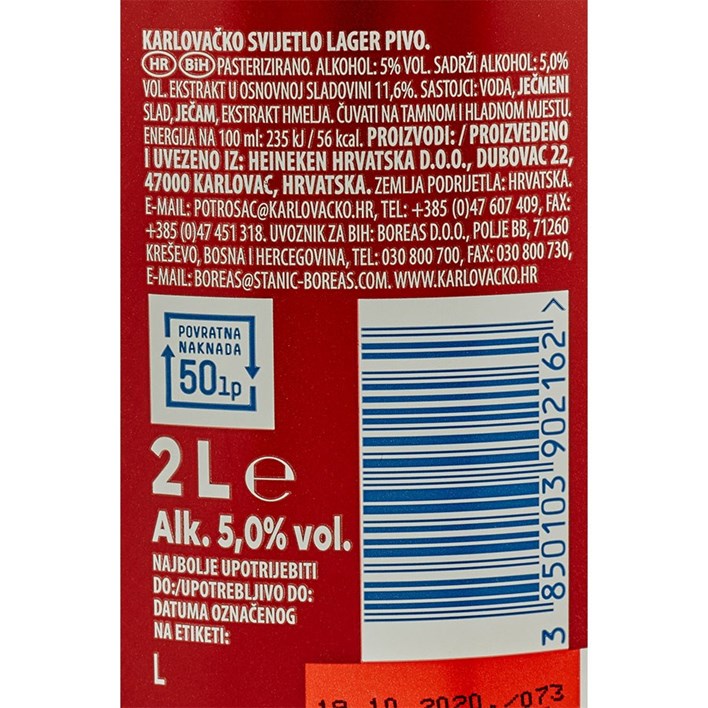 KARLOVAČKO SVIJETLO LAGER PIVO.
HR BiH PASTERIZIRANO. ALKOHOL: 5% VOL. SADRŽI ALKOHOL: 5,0%
VOL. EKSTRAKT U OSNOVNOJ SLADOVINI 11,6%. SASTOJCI: VODA, JEČMENI
SLAD, JEČAM, EKSTRAKT HMELJA. ČUVATI NA TAMNOM I HLADNOM MJESTU.
ENERGIJA NA 100 ml: 235 kJ / 56 kcal. PROIZVODI: / PROIZVEDENO
I UVEZENO IZ: HEINEKEN HRVATSKA D.O.O., DUBOVAC 22,
47000 KARLOVAC, HRVATSKA. ZEMLJA PODRIJETLA: HRVATSKA.
E-MAIL: POTROSAC@KARLOVACKO.HR, TEL: +385 (0)47 607 409, FAX:
+385 (0)47 451 318. UVOZNIK ZA BIH: BOREAS D.O.O., POLJE BB, 71260
KREŠEVO, BOSNA I HERCEGOVINA, TEL: 030 800 700, FAX: 030 800 730,
E-MAIL: BOREAS@STANIC-BOREAS.COM. WWW.KARLOVACKO.HR
POVRATNA
NAKNADA
50lp
2 L e
Alk. 5,0% vol.
NAJBOLJE UPOTRIJEBITI
DO:/UPOTREBLJIVO DO:
DATUMA OZNAČENOG
NA ETIKETI:
L
3 850103 902162 >
18.10.2020./073